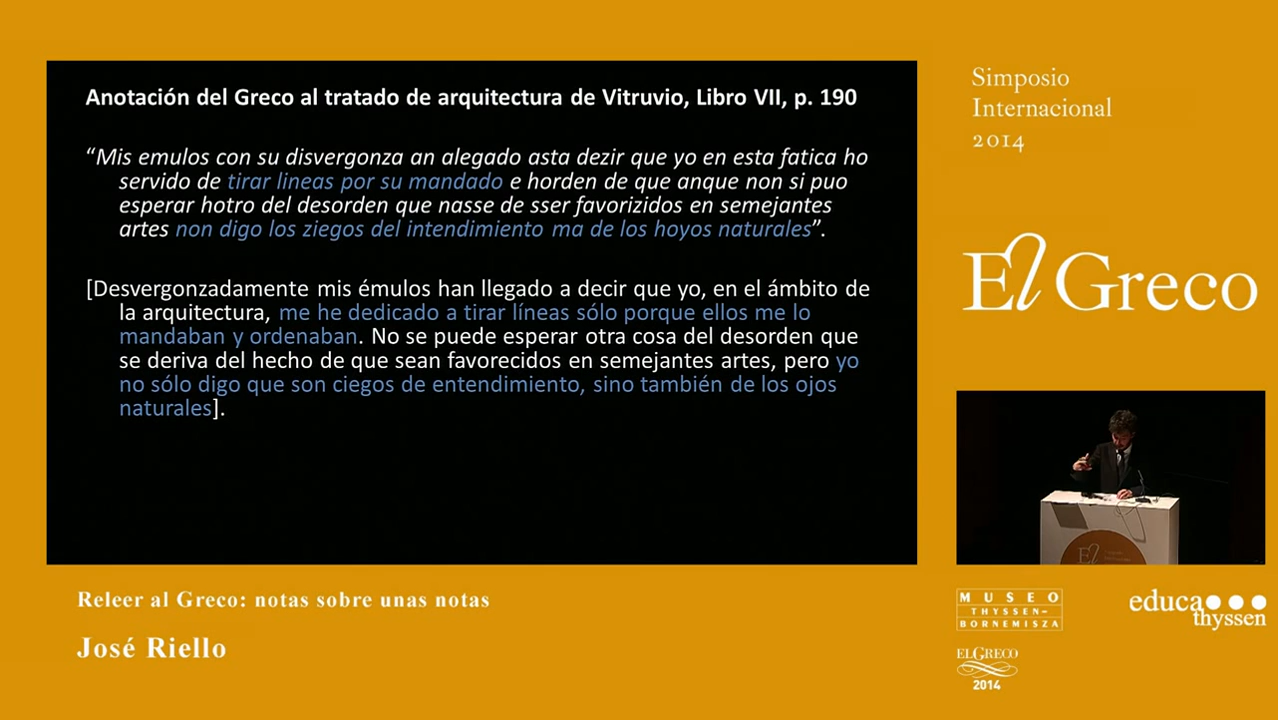 Anotación del Greco al tratado de arquitectura de Vitruvio, Libro VII, p. 190
“Mis emulos con su disvergonza an alegado asta dezir que yo en esta fatica ho
servido de tirar lineas por su mandado e horden de que anque non si puo
esperar hotro del desorden que nasse de sser favorizidos en semejantes
artes non digo los ziegos del intendimiento ma de los hoyos naturales”.
[Desvergonzadamente mis émulos han llegado a decir que yo, en el ámbito de
la arquitectura, me he dedicado a tirar líneas sólo porque ellos me lo
mandaban y ordenaban. No se puede esperar otra cosa del desorden que
se deriva del hecho de que sean favorecidos en semejantes artes, pero yo
no sólo digo que son ciegos de entendimiento, sino también de los ojos
naturales].
Releer al Greco: notas sobre unas notas
José Riello
Simposio
Internacional
2014
El Greco
El
MUSEO
THYSSEN-
BORNEMISZA
educa
thyssen
ELGRECO
2014